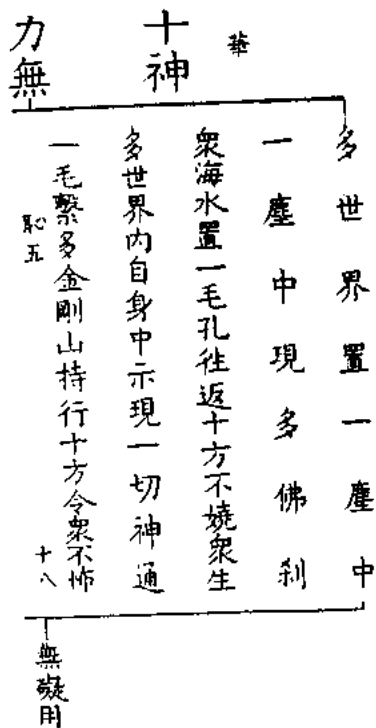 華
十神
力無
多世界置一塵中
一塵中現多佛刹
衆海水置一毛孔徃返十方不嬈衆生
多世界内自身中示現一切神通
一毛繫多金剛山持行十方令衆不怖
恥五
十八
無礙用